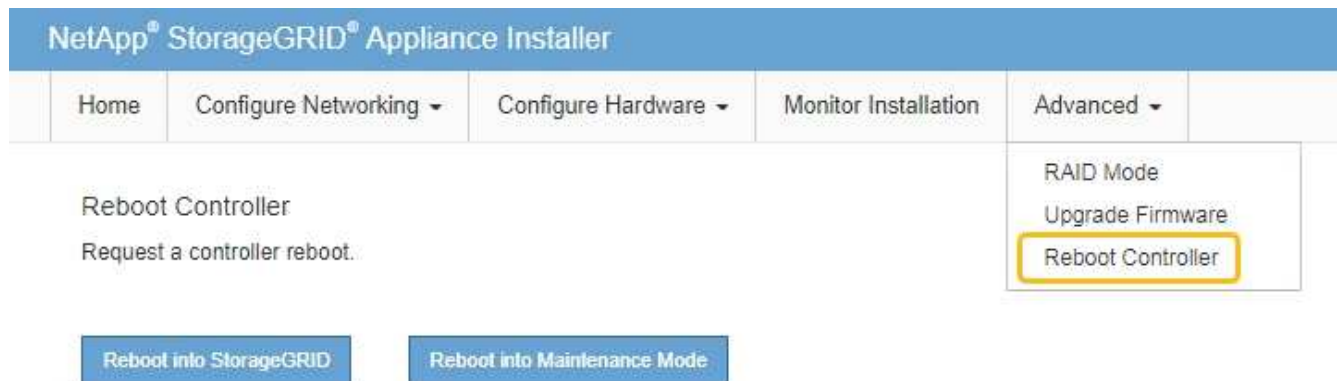 NetApp® StorageGRID® Appliance Installer
Home Configure Networking Configure Hardware Monitor Installation Advanced
RAID Mode
Upgrade Firmware
Reboot Controller
Reboot Controller
Request a controller reboot.
Reboot into StorageGRID Reboot into Maintenance Mode